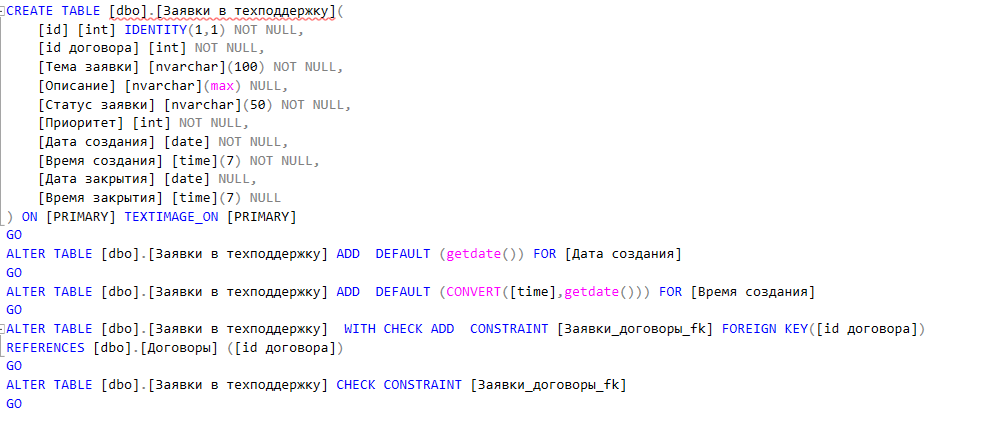 CREATE TABLE [dbo].[Заявки в техподдержку](
[id] [int] IDENTITY(1,1) NOT NULL,
[id договора] [int] NOT NULL,
[Тема заявки] [nvarchar](100) NOT NULL,
[Описание] [nvarchar](max) NULL,
[Статус заявки] [nvarchar](50) NOT NULL,
[Приоритет] [int] NOT NULL,
[Дата создания] [date] NOT NULL,
[Время создания] [time](7) NOT NULL,
[Дата закрытия] [date] NULL,
[Время закрытия] [time](7) NULL
) ON [PRIMARY] TEXTIMAGE_ON [PRIMARY]
GO
ALTER TABLE [dbo].[Заявки в техподдержку] ADD  DEFAULT (getdate()) FOR [Дата создания]
GO
ALTER TABLE [dbo].[Заявки в техподдержку] ADD  DEFAULT (CONVERT([time],getdate())) FOR [Время создания]
GO
ALTER TABLE [dbo].[Заявки в техподдержку]  WITH CHECK ADD  CONSTRAINT [Заявки_договоры_fk] FOREIGN KEY([id договора])
REFERENCES [dbo].[Договоры] ([id договора])
GO
ALTER TABLE [dbo].[Заявки в техподдержку] CHECK CONSTRAINT [Заявки_договоры_fk]
GO